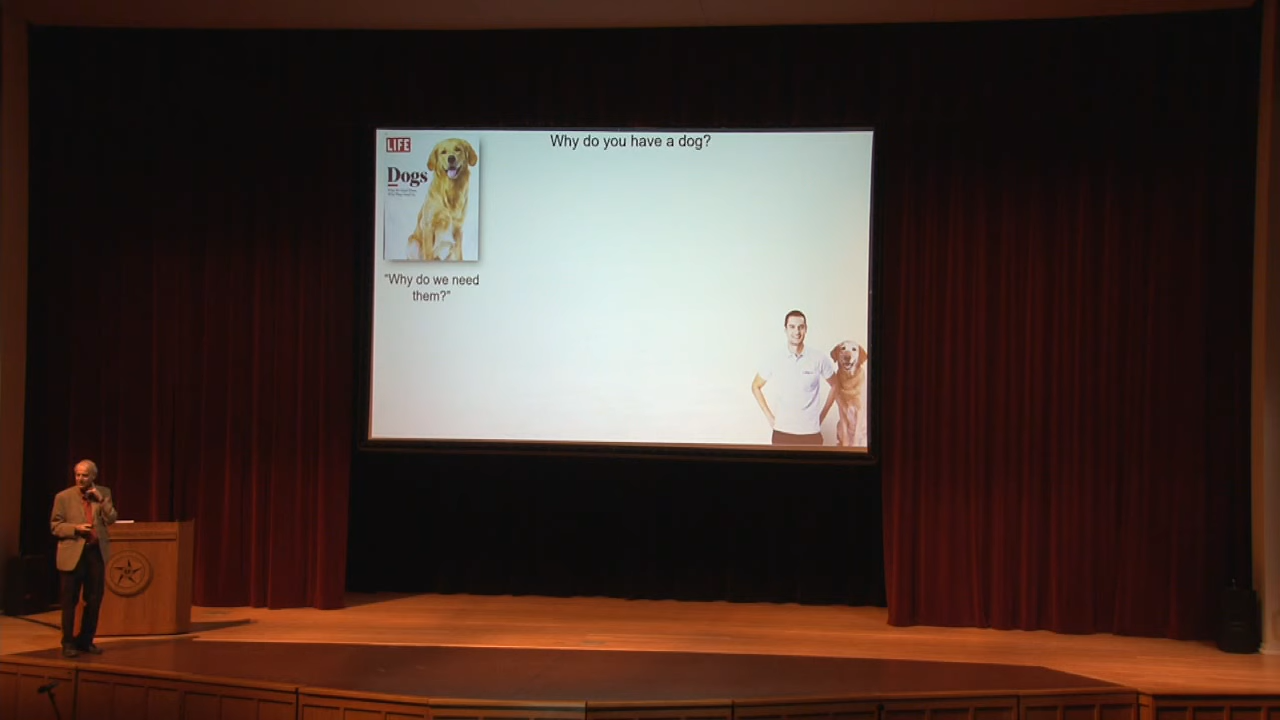 Why do you have a dog?
LIFE
Dogs
“Why do we need
them?”